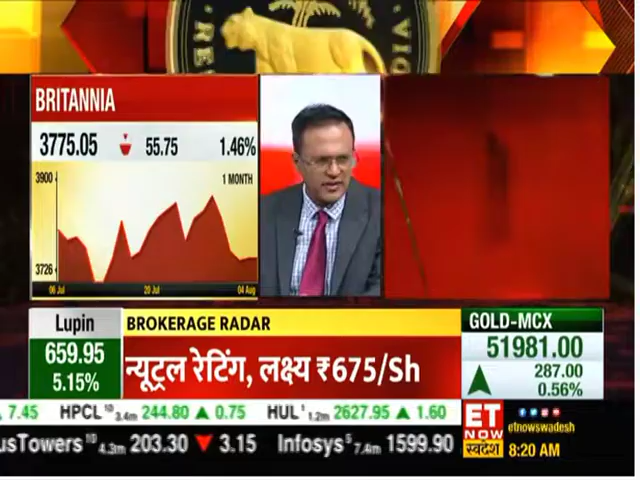 RE
VIC
BRITANNIA
3775.05 55.75 1.46%
3900
1 MONTH
3726
06 Jul 20 Jul 04 Aug
Lupin
659.95
5.15%
BROKERAGE RADAR
न्यूट्रल रेटिंग, लक्ष्य ₹675/Sh
GOLD-MCX
51981.00
287.00
0.56%
7.45 HPCL 3.4m 244.80 0.75 HUL 1.2m 2627.95 1.60
usTowers 4.3m 203.30 3.15 Infosys 7.4m 1599.90
ET
NOW
स्वदेश
etnowswadesh
8:20 AM